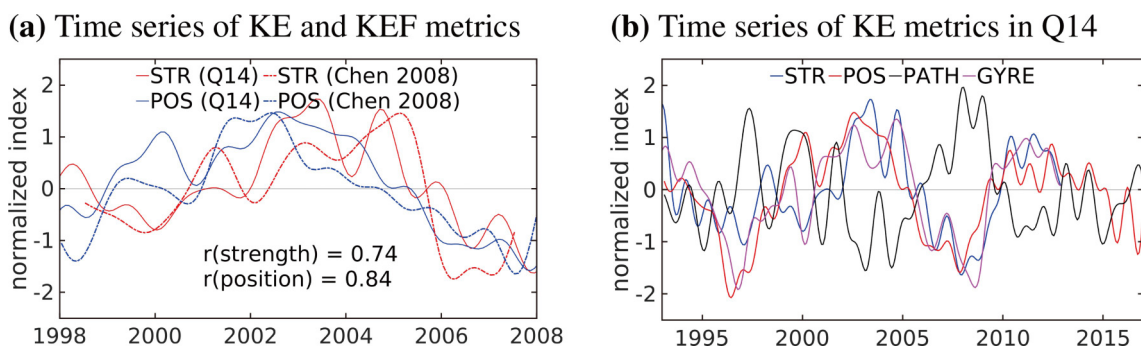 (a) Time series of KE and KEF metrics
STR (Q14) STR (Chen 2008)
POS (Q14) POS (Chen 2008)
normalized index
2
1
0
-1
-2
r(strength) = 0.74
r(position) = 0.84
1998 2000 2002 2004 2006 2008
(b) Time series of KE metrics in Q14
STR POS PATH GYRE
normalized index
2
1
0
-1
-2
1995 2000 2005 2010 2015